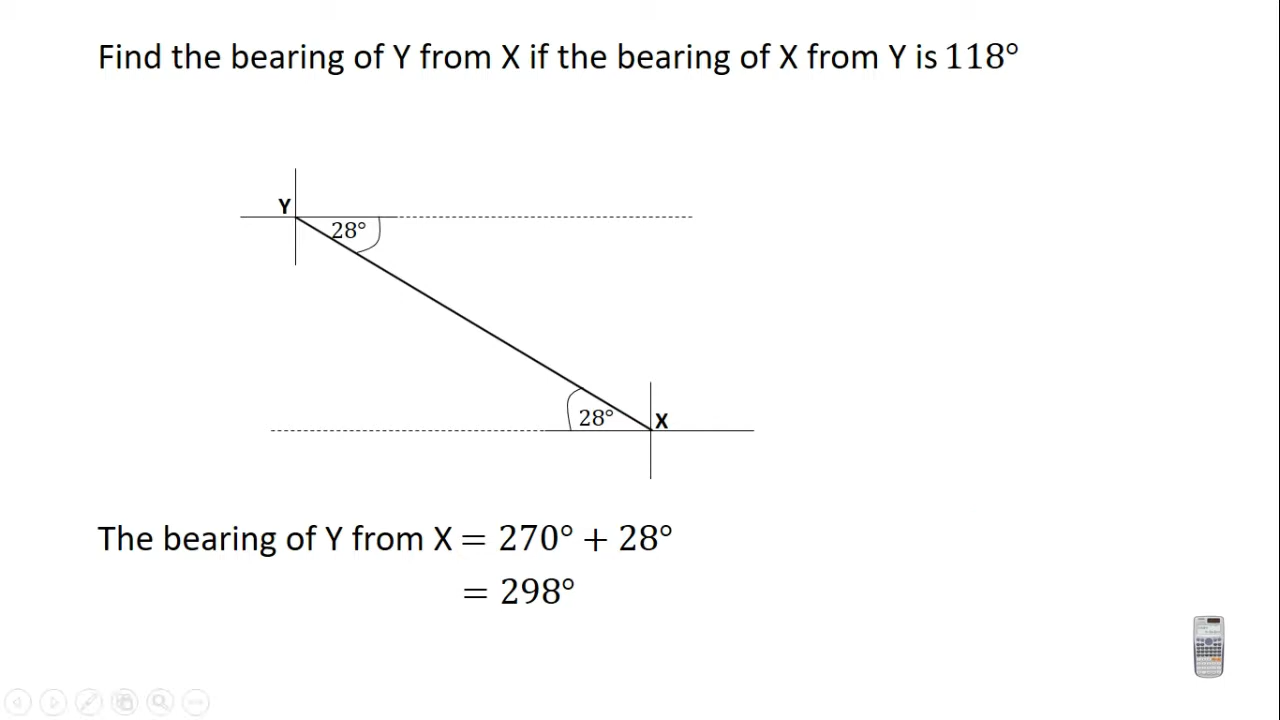 Find the bearing of Y from X if the bearing of X from Y is 118°
Y
28°
28°
X
The bearing of Y from X = 270° + 28°
= 298°